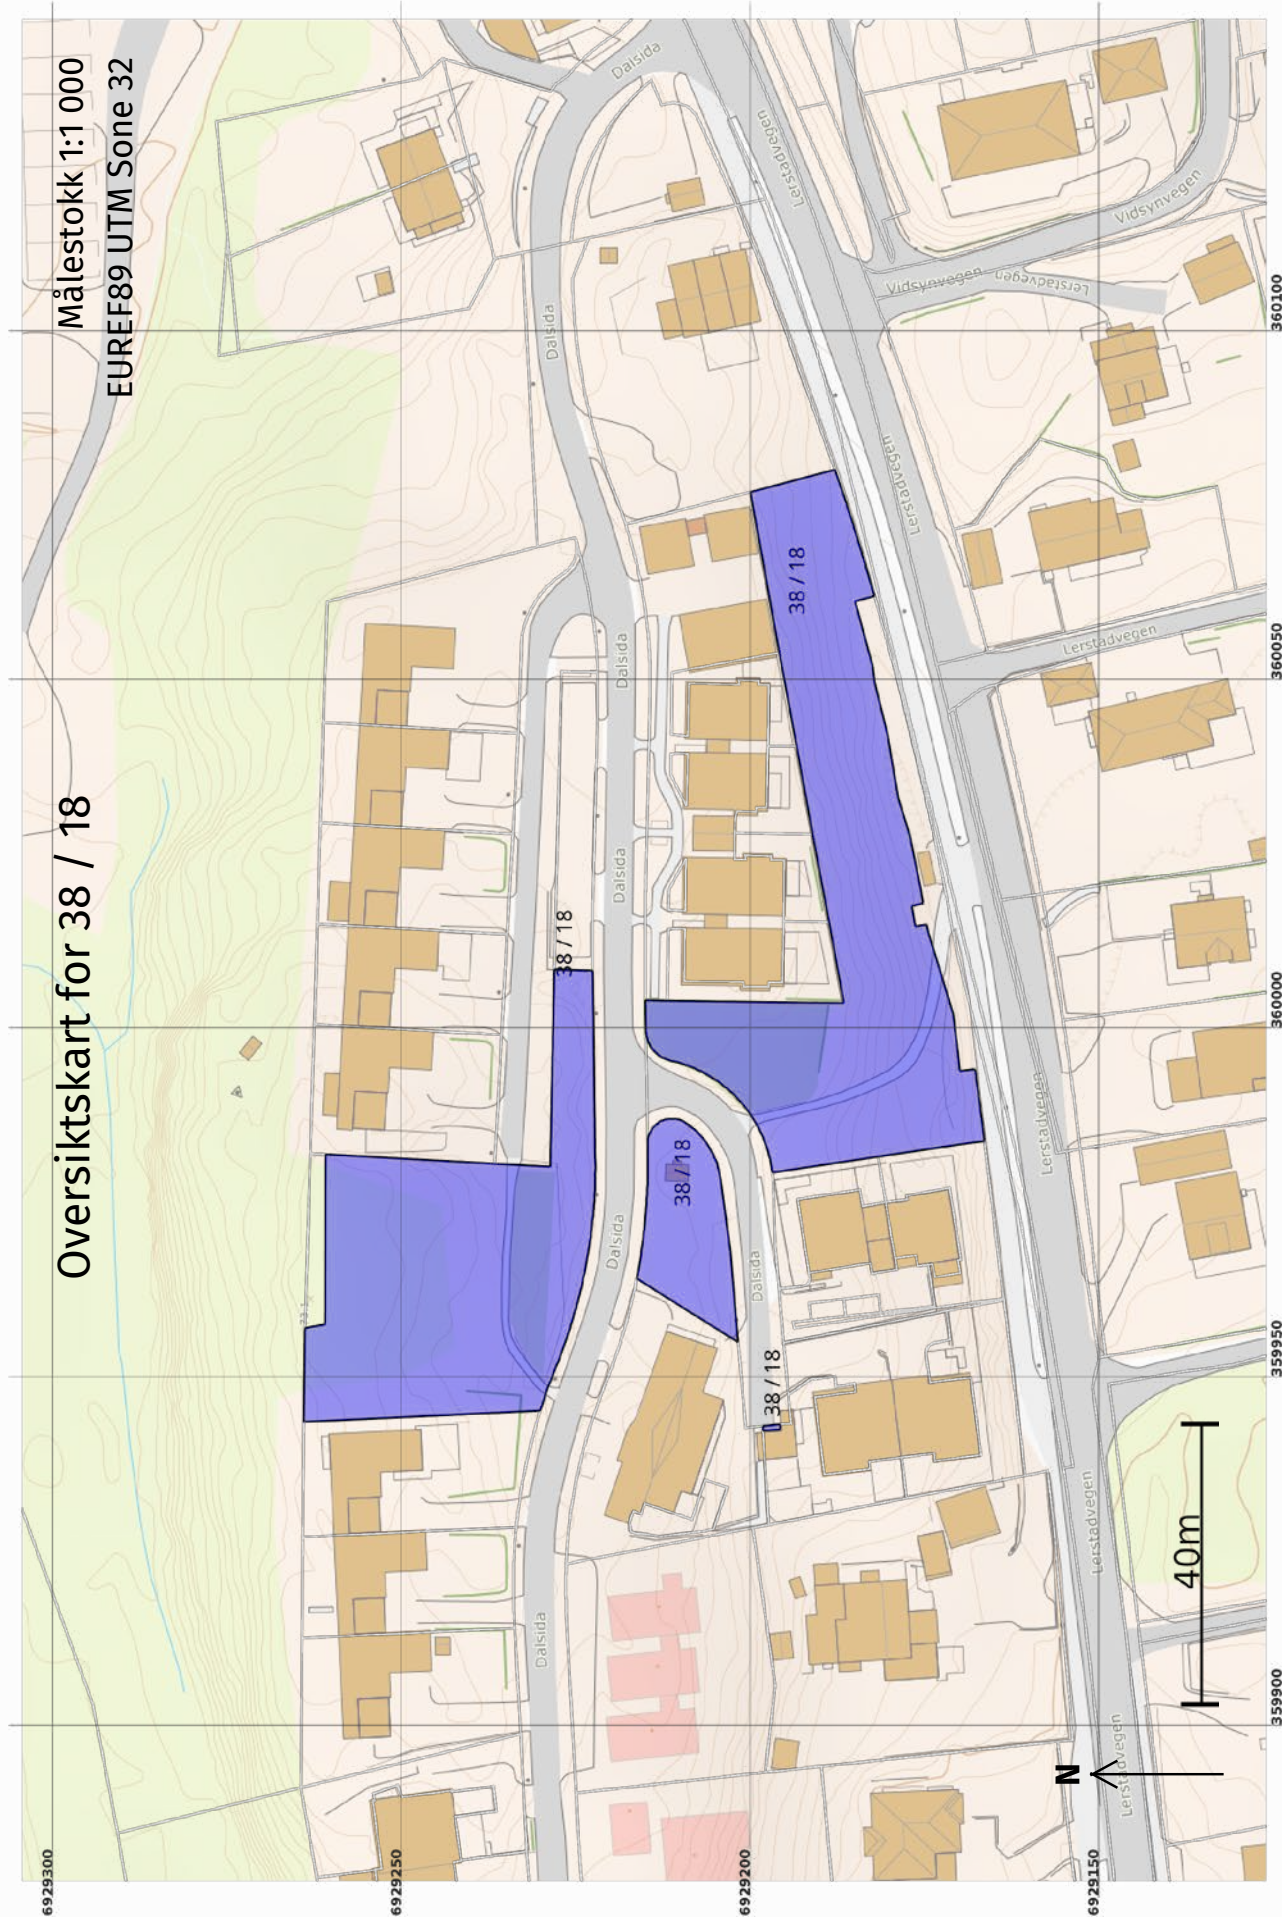 Oversiktskart for 38 / 18
Målestokk 1:1 000
EUREF89 UTM Sone 32
6929300
6929250
6929200
6929150
359900
359950
360000
360050
360100
Dalsida
Dalsida
Dalsida
Dalsida
Dalsida
Dalsida
Dalsida
Lerstadvegen
Lerstadvegen
Lerstadvegen
Lerstadvegen
Lerstadvegen
Lerstadvegen
Lerstadvegen
Vidsynvegen
Vidsynvegen
38 / 18
38 / 18
38 / 18
38 / 18
40m
N